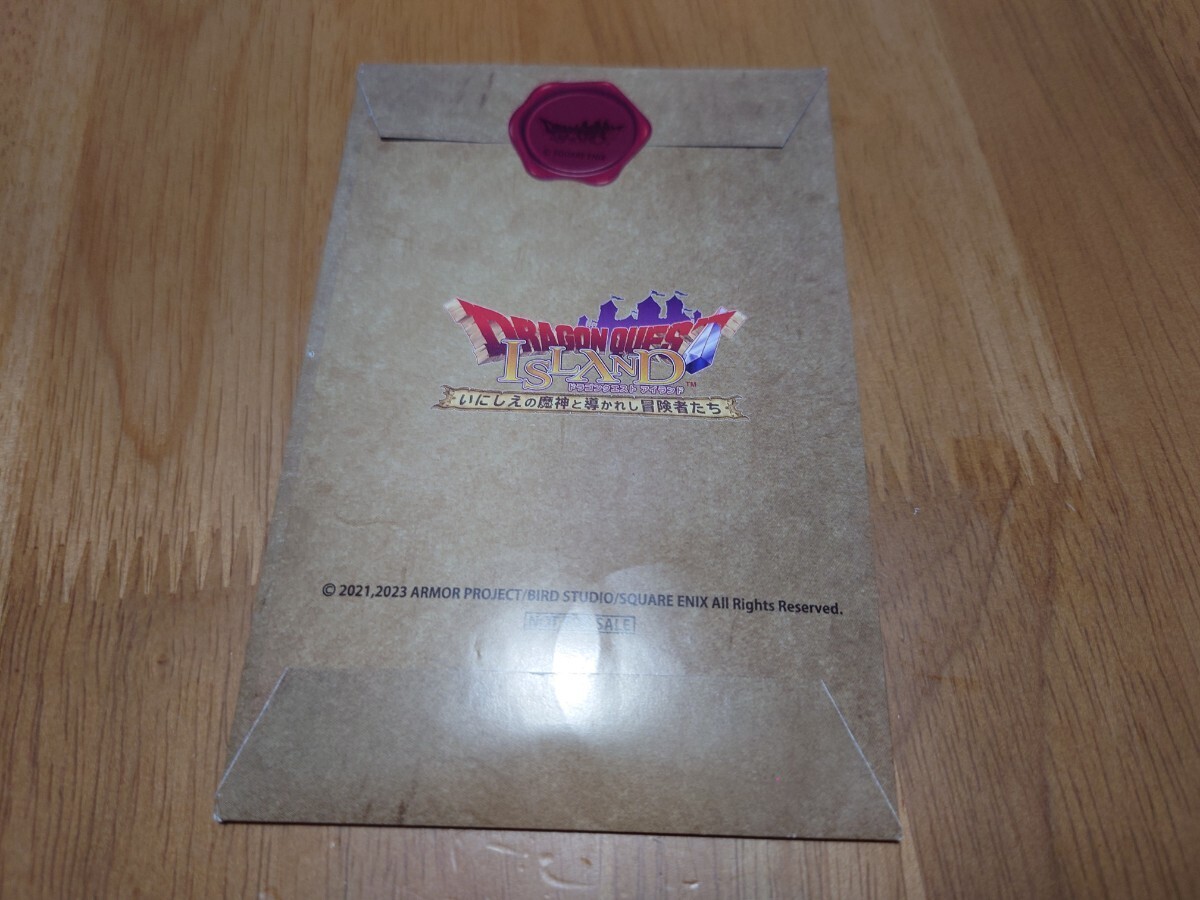 DRAGON QUEST
ISLAND
ドラゴンクエスト アイランド TM
いにしえの魔神と導かれし冒険者たち
© 2021,2023 ARMOR PROJECT/BIRD STUDIO/SQUARE ENIX All Rights Reserved.
NOT SALE